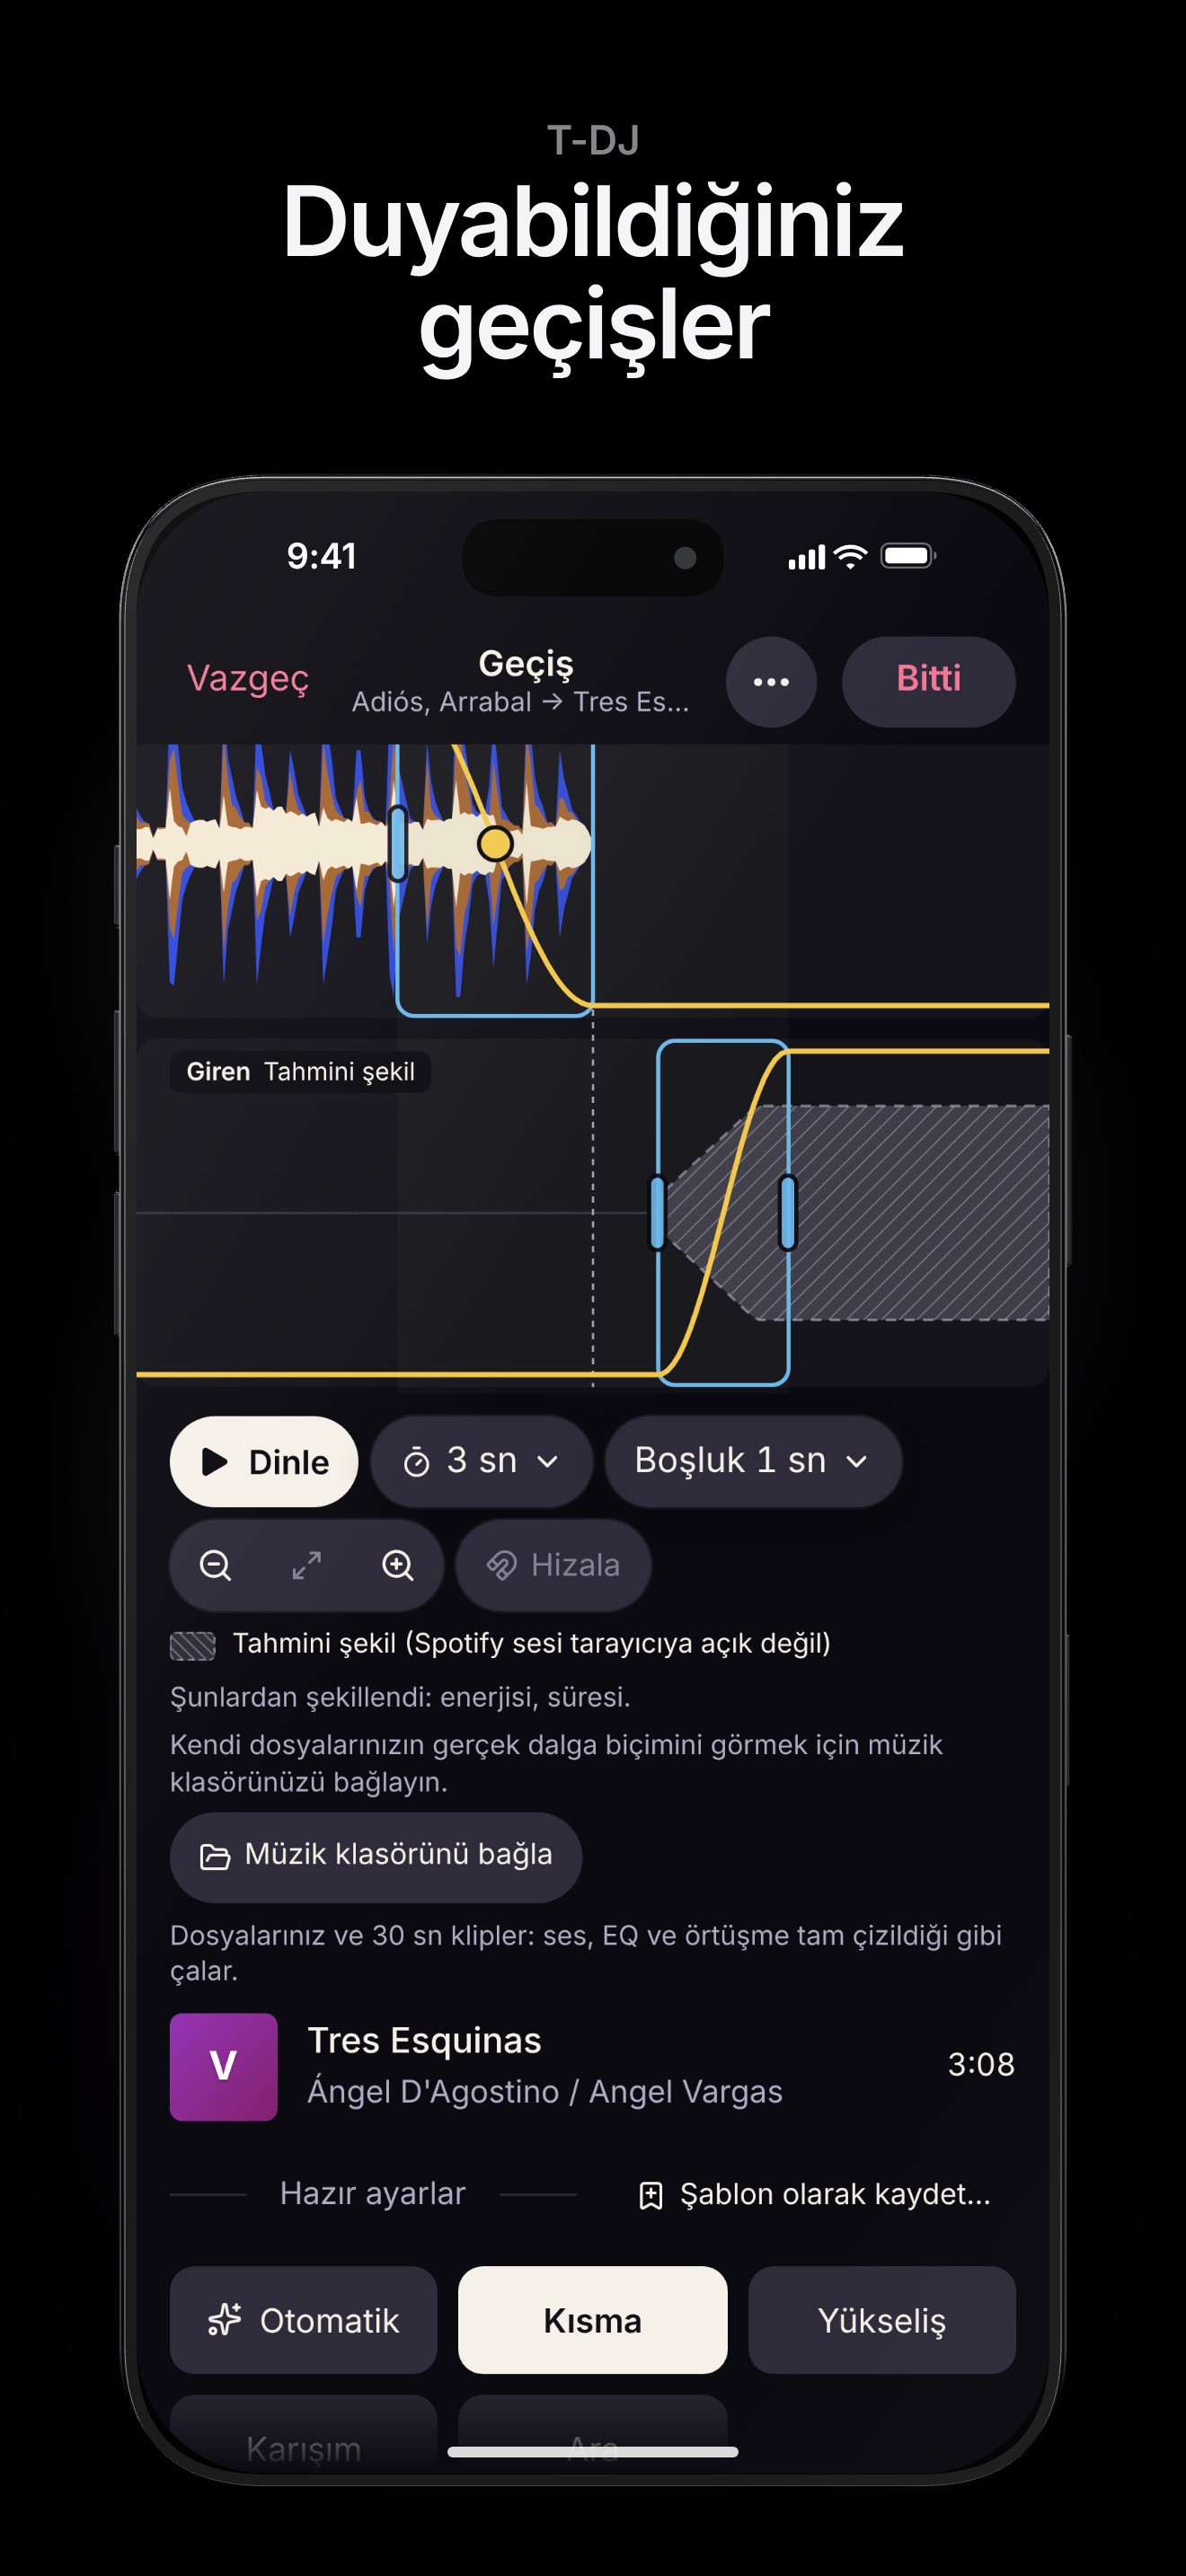 T-DJ
Duyabildiğiniz
geçişler
9:41
Vazgeç
Geçiş
Adiós, Arrabal → Tres Es...
Bitti
Giren Tahmini şekil
Dinle
3 sn
Boşluk 1 sn
Hizala
Tahmini şekil (Spotify sesi tarayıcıya açık değil)
Şunlardan şekillendi: enerjisi, süresi.
Kendi dosyalarınızın gerçek dalga biçimini görmek için müzik
klasörünüzü bağlayın.
Müzik klasörünü bağla
Dosyalarınız ve 30 sn klipler: ses, EQ ve örtüşme tam çizildiği gibi
çalar.
V
Tres Esquinas
Ángel D'Agostino / Angel Vargas
3:08
Hazır ayarlar
Şablon olarak kaydet...
Otomatik
Kısma
Yükseliş
Karışım
Ara